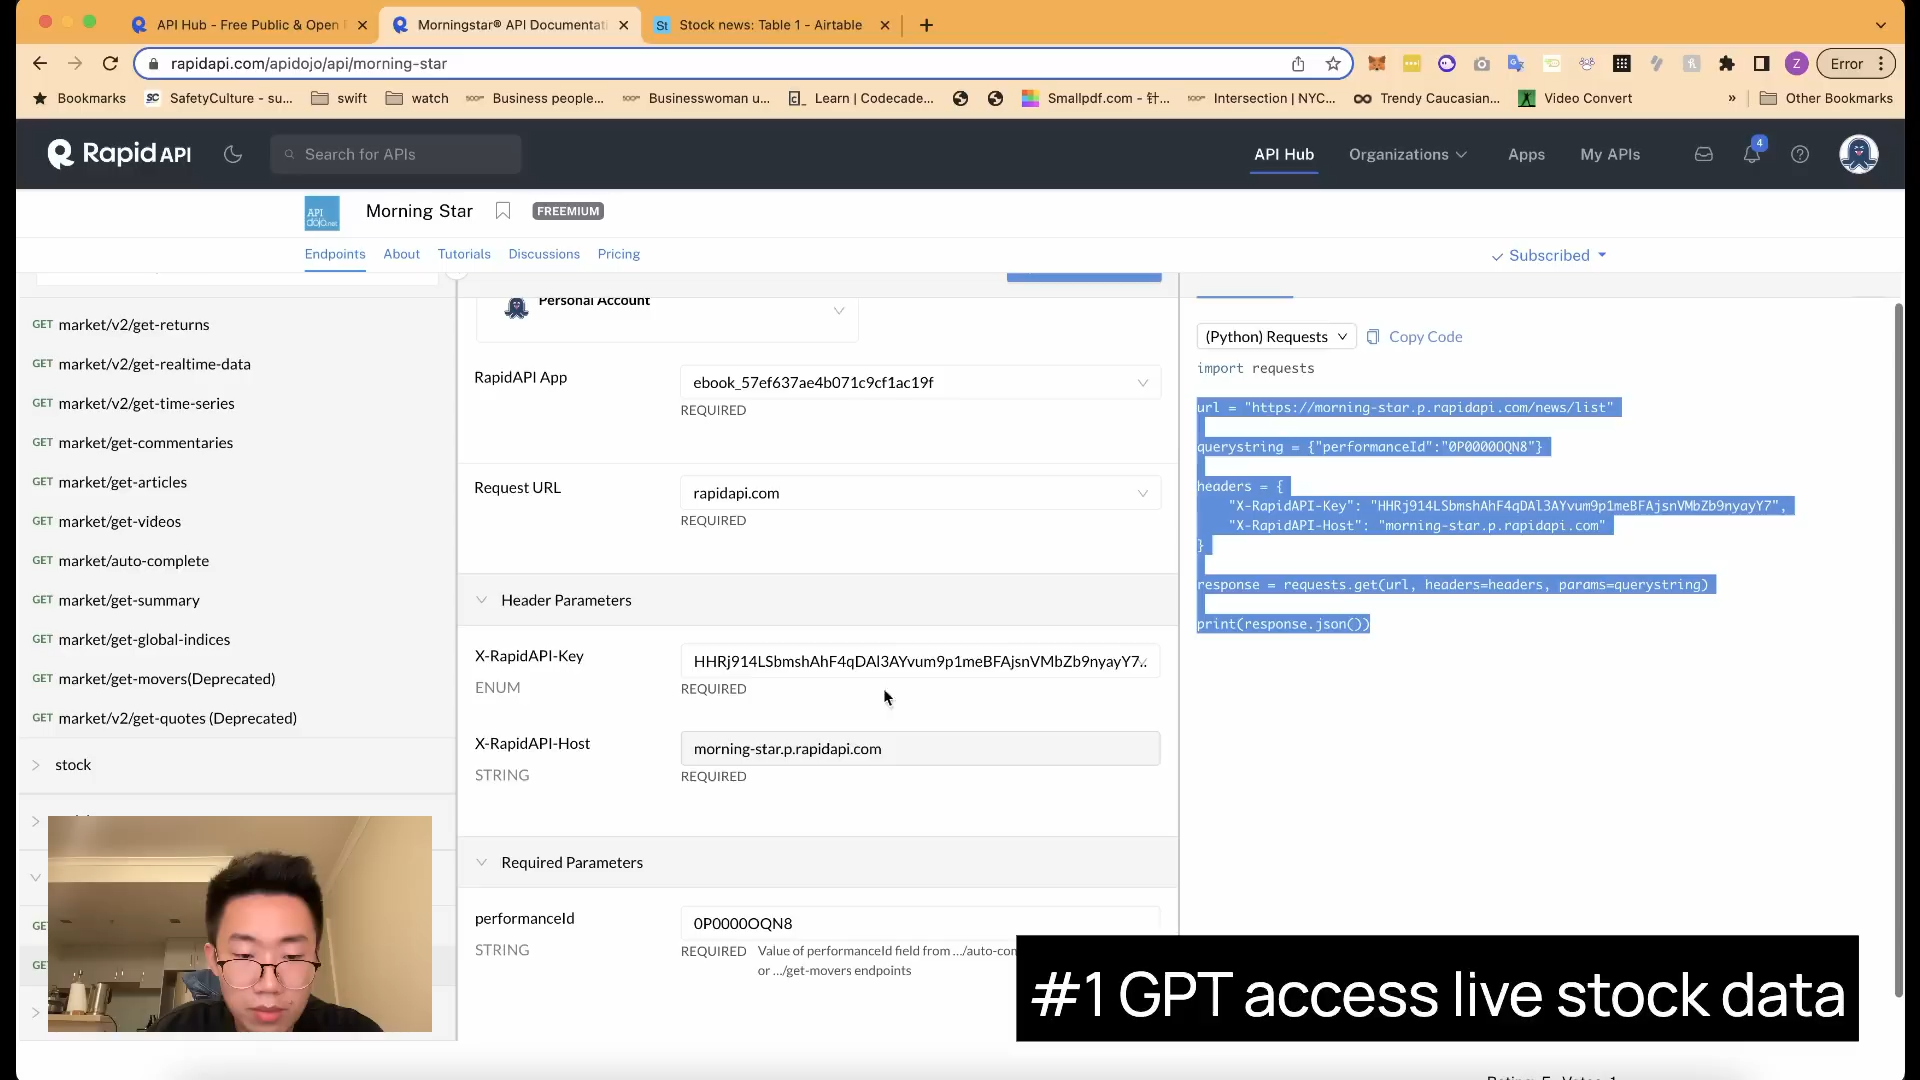 API Hub - Free Public & Open
Morningstar® API Documentati
St
Stock news: Table 1 - Airtable
rapidapi.com/apidojo/api/morning-star
Z
Error
Bookmarks
SC
SafetyCulture - su...
swift
watch
Business people...
Businesswoman u...
Learn | Codecade...
Smallpdf.com - 针...
Intersection | NYC...
Trendy Caucasian...
Video Convert
»
Other Bookmarks
Rapid API
Search for APIs
API Hub
Organizations
Apps
My APIs
4
API
dojo.net
Morning Star
FREEMIUM
Endpoints
About
Tutorials
Discussions
Pricing
Subscribed
GET market/v2/get-returns
GET market/v2/get-realtime-data
GET market/v2/get-time-series
GET market/get-commentaries
GET market/get-articles
GET market/get-videos
GET market/auto-complete
GET market/get-summary
GET market/get-global-indices
GET market/get-movers(Deprecated)
GET market/v2/get-quotes (Deprecated)
stock
GE
GE
Personal Account
RapidAPI App
ebook_57ef637ae4b071c9cf1ac19f
REQUIRED
Request URL
rapidapi.com
REQUIRED
Header Parameters
X-RapidAPI-Key
ENUM
HHRj914LSbmshAhF4qDAl3AYvum9p1meBFAjsnVMbZb9nyayY7..
REQUIRED
X-RapidAPI-Host
STRING
morning-star.p.rapidapi.com
REQUIRED
Required Parameters
performanceId
STRING
0P0000OQN8
REQUIRED Value of performanceId field from .../auto-com
or .../get-movers endpoints
(Python) Requests
Copy Code
import requests
url = "https://morning-star.p.rapidapi.com/news/list"
querystring = {"performanceId":"0P0000OQN8"}
headers = {
"X-RapidAPI-Key": "HHRj914LSbmshAhF4qDAl3AYvum9p1meBFAjsnVMbZb9nyayY7",
"X-RapidAPI-Host": "morning-star.p.rapidapi.com"
}
response = requests.get(url, headers=headers, params=querystring)
print(response.json())
#1 GPT access live stock data